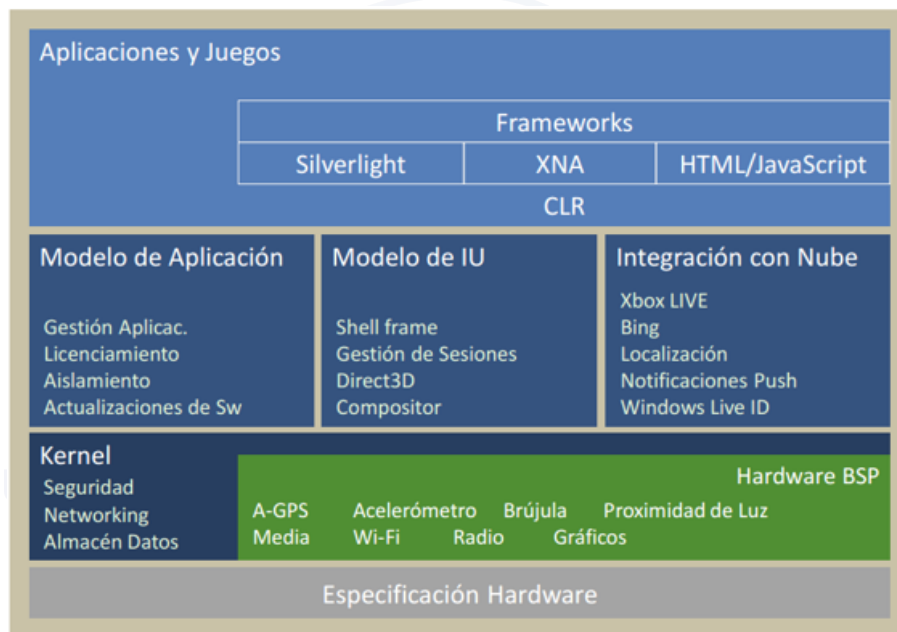 Aplicaciones y Juegos
Frameworks
Silverlight XNA HTML/JavaScript
CLR
Modelo de Aplicación
Gestión Aplicac.
Licenciamiento
Aislamiento
Actualizaciones de Sw
Modelo de IU
Shell frame
Gestión de Sesiones
Direct3D
Compositor
Integración con Nube
Xbox LIVE
Bing
Localización
Notificaciones Push
Windows Live ID
Kernel
Seguridad
Networking
Almacén Datos
Hardware BSP
A-GPS Acelerómetro Brújula Proximidad de Luz
Media Wi-Fi Radio Gráficos
Especificación Hardware